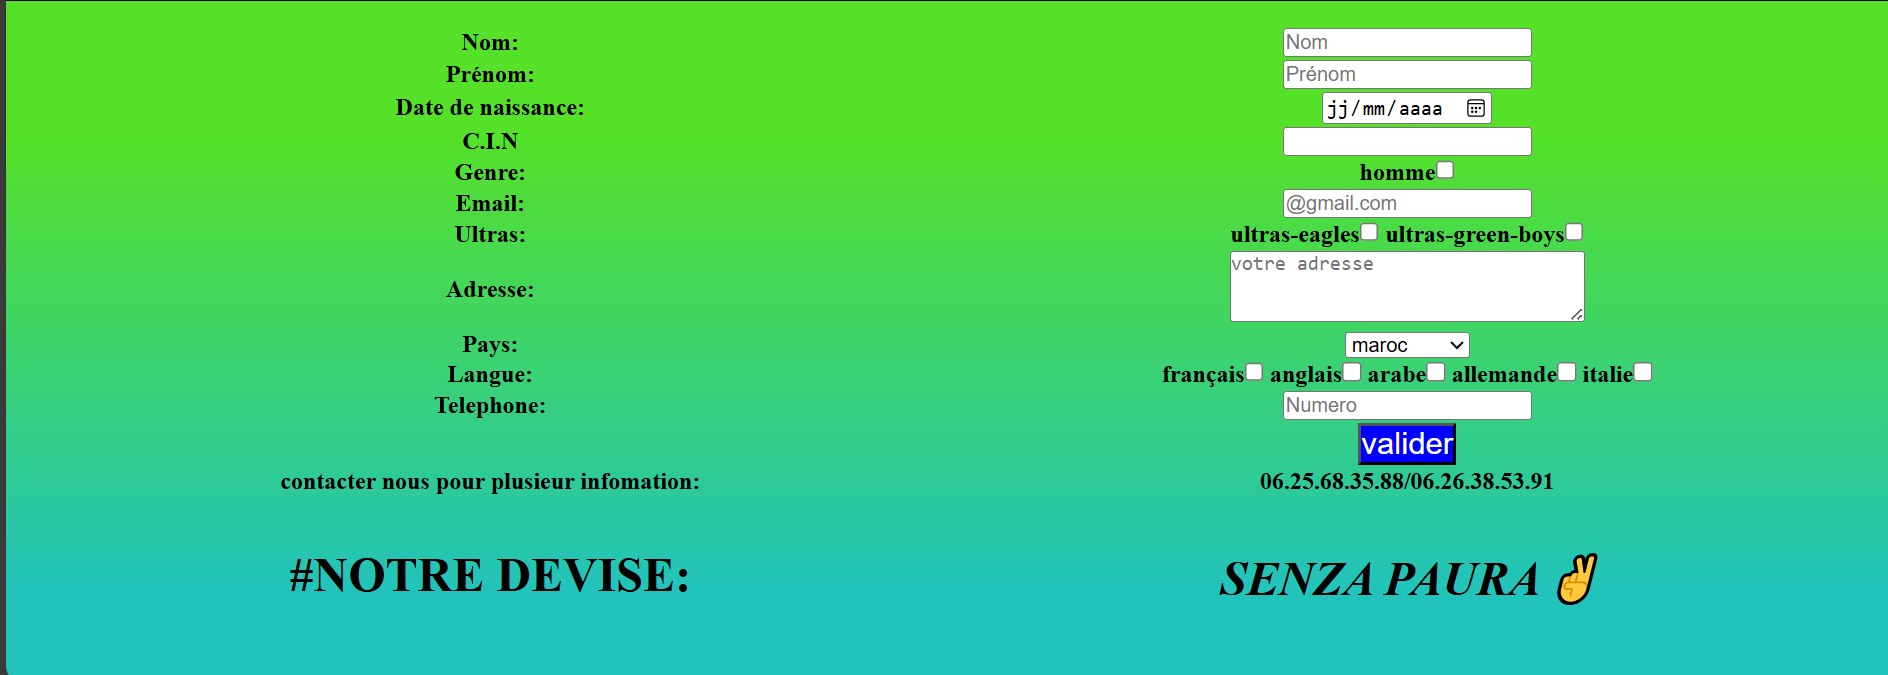 Nom: Nom
Prénom: Prénom
Date de naissance: jj/mm/aaaa
C.I.N
Genre: homme
Email: @gmail.com
Ultras: ultras-eagles ultras-green-boys
Adresse: votre adresse
Pays: maroc
Langue: français anglais arabe allemande italie
Telephone: Numero
valider
contacter nous pour plusieur infomation: 06.25.68.35.88/06.26.38.53.91
#NOTRE DEVISE: SENZA PAURA ✌